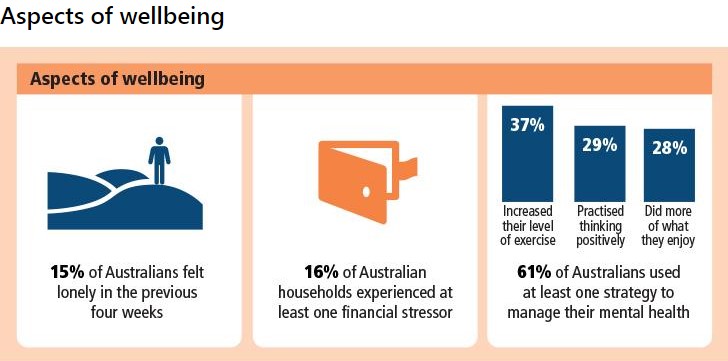 Aspects of wellbeing
Aspects of wellbeing
15% of Australians felt
lonely in the previous
four weeks
16% of Australian
households experienced at
least one financial stressor
37%
29%
28%
Increased
their level
of exercise
Practised
thinking
positively
Did more
of what
they enjoy
61% of Australians used
at least one strategy to
manage their mental health